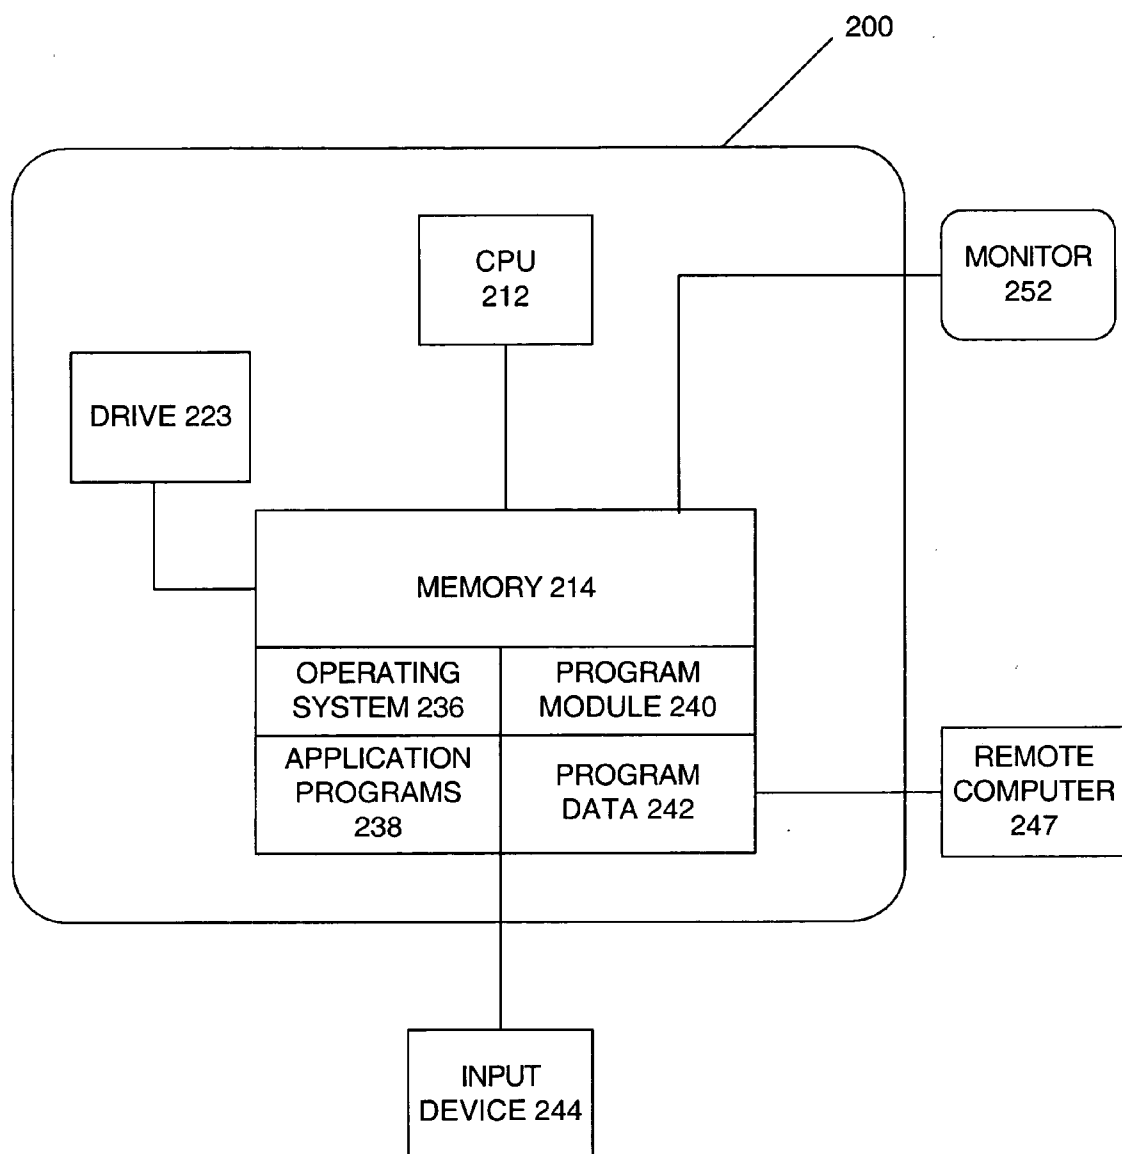 200
CPU
212
MONITOR
252
DRIVE 223
MEMORY 214
OPERATING
SYSTEM 236
PROGRAM
MODULE 240
APPLICATION
PROGRAMS
238
PROGRAM
DATA 242
REMOTE
COMPUTER
247
INPUT
DEVICE 244